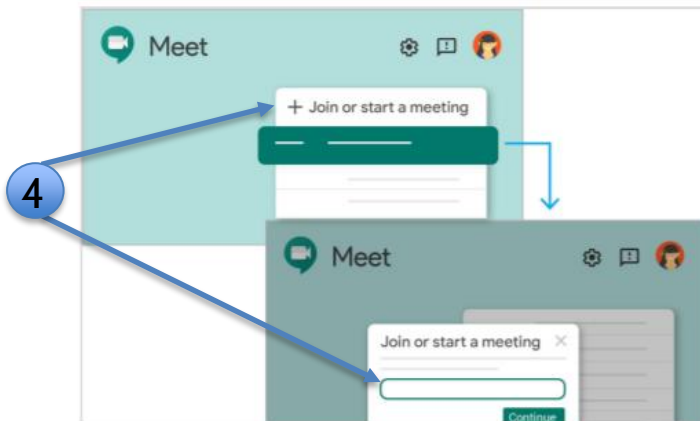 Meet
+ Join or start a meeting
4
Meet
Join or start a meeting
Continue